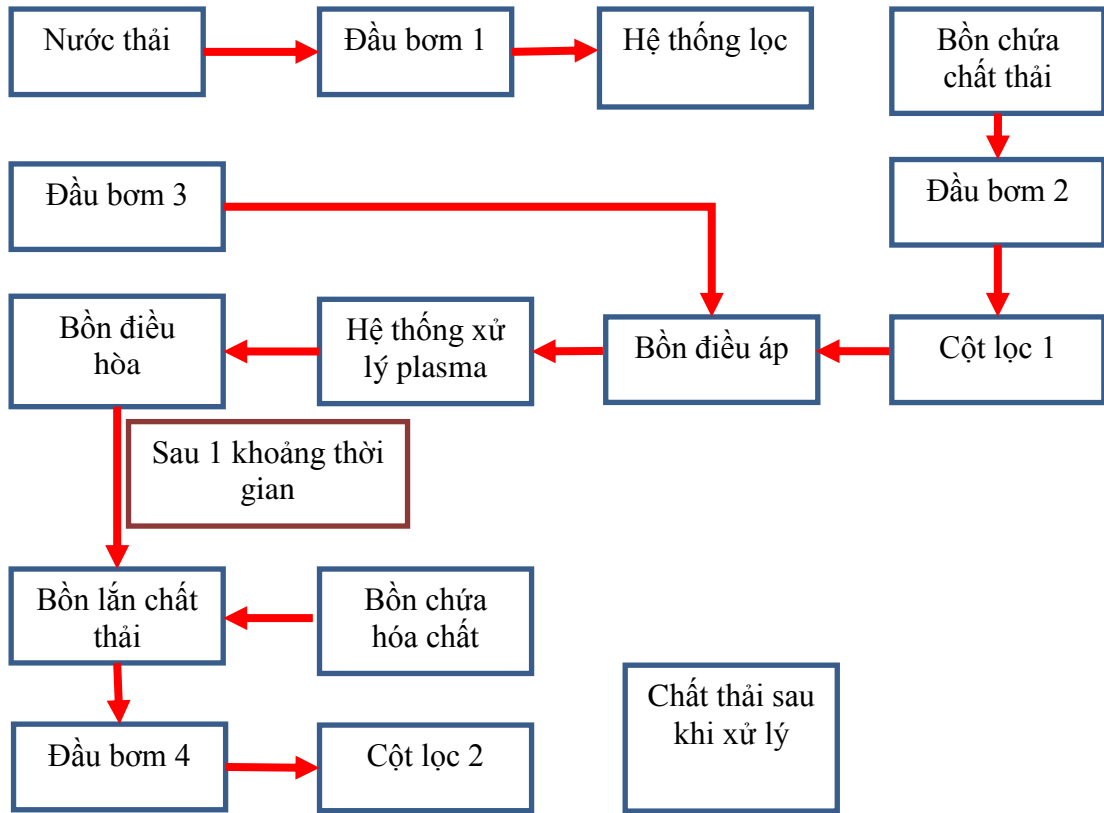 Nước thải
Đầu bơm 1
Hệ thống lọc
Bồn chứa
chất thải
Đầu bơm 3
Đầu bơm 2
Bồn điều
hòa
Hệ thống xử
lý plasma
Bồn điều áp
Cột lọc 1
Sau 1 khoảng thời
gian
Bồn lắn chất
thải
Bồn chứa
hóa chất
Chất thải sau
khi xử lý
Đầu bơm 4
Cột lọc 2